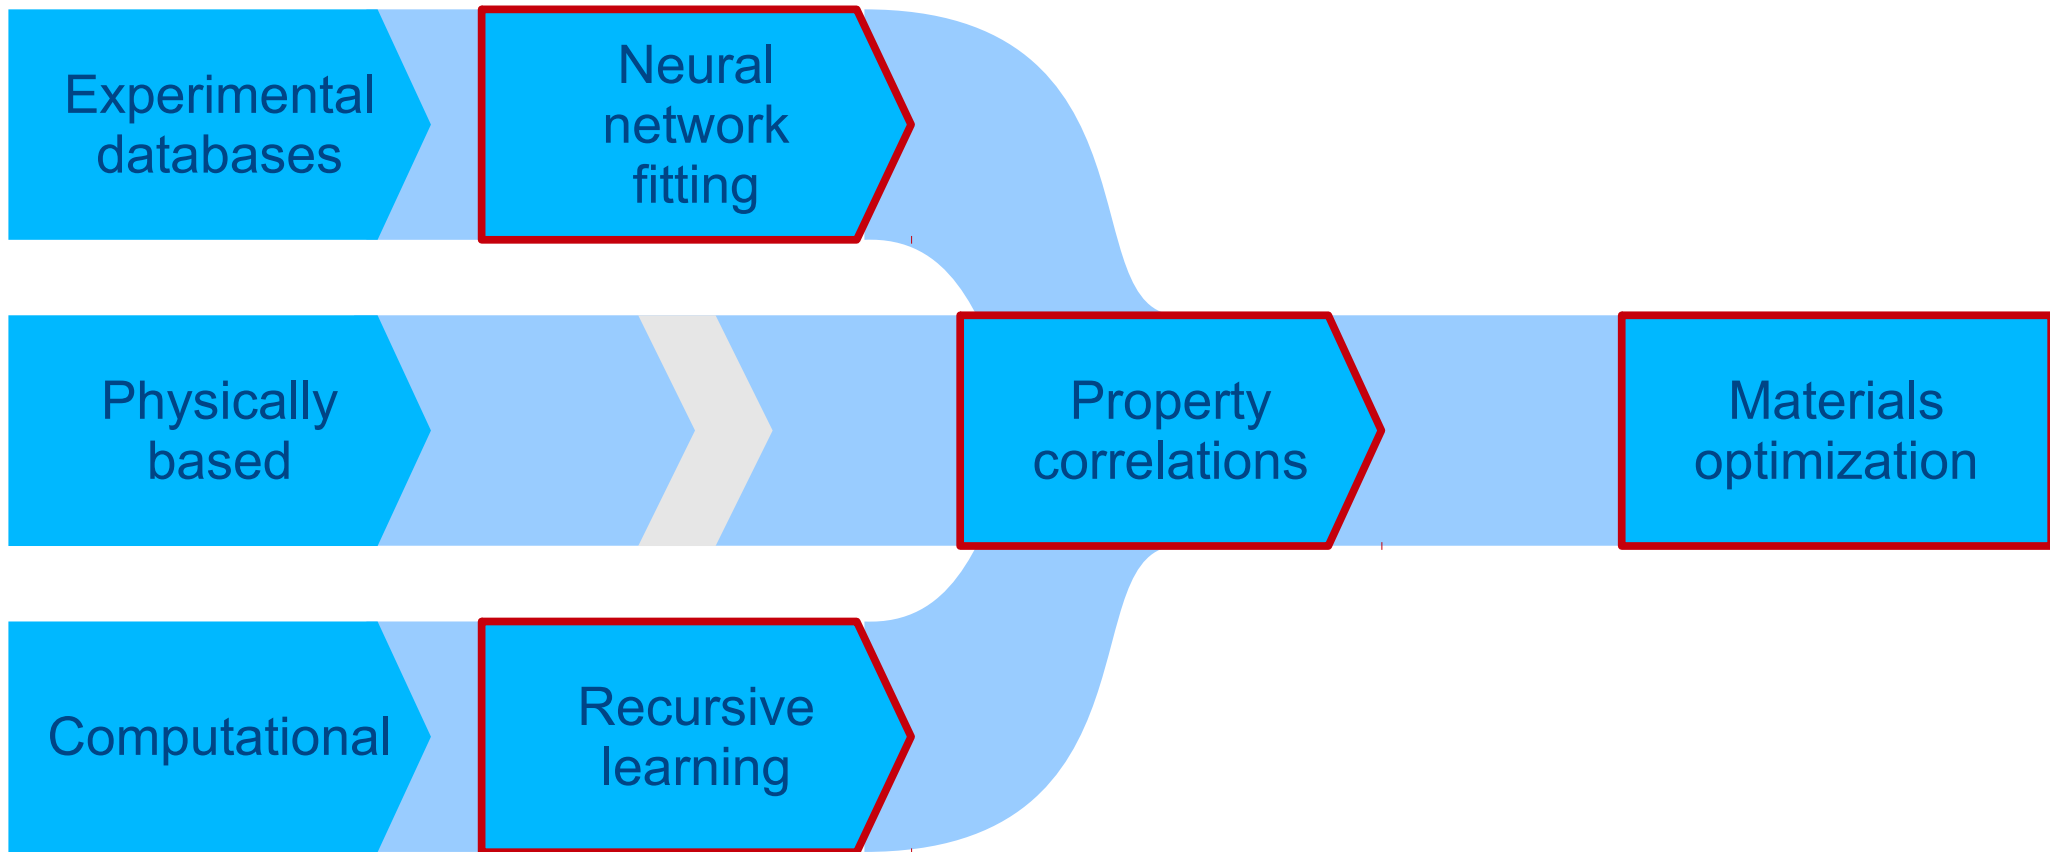 Experimental
databases
Neural
network
fitting
Physically
based
Property
correlations
Materials
optimization
Computational
Recursive
learning